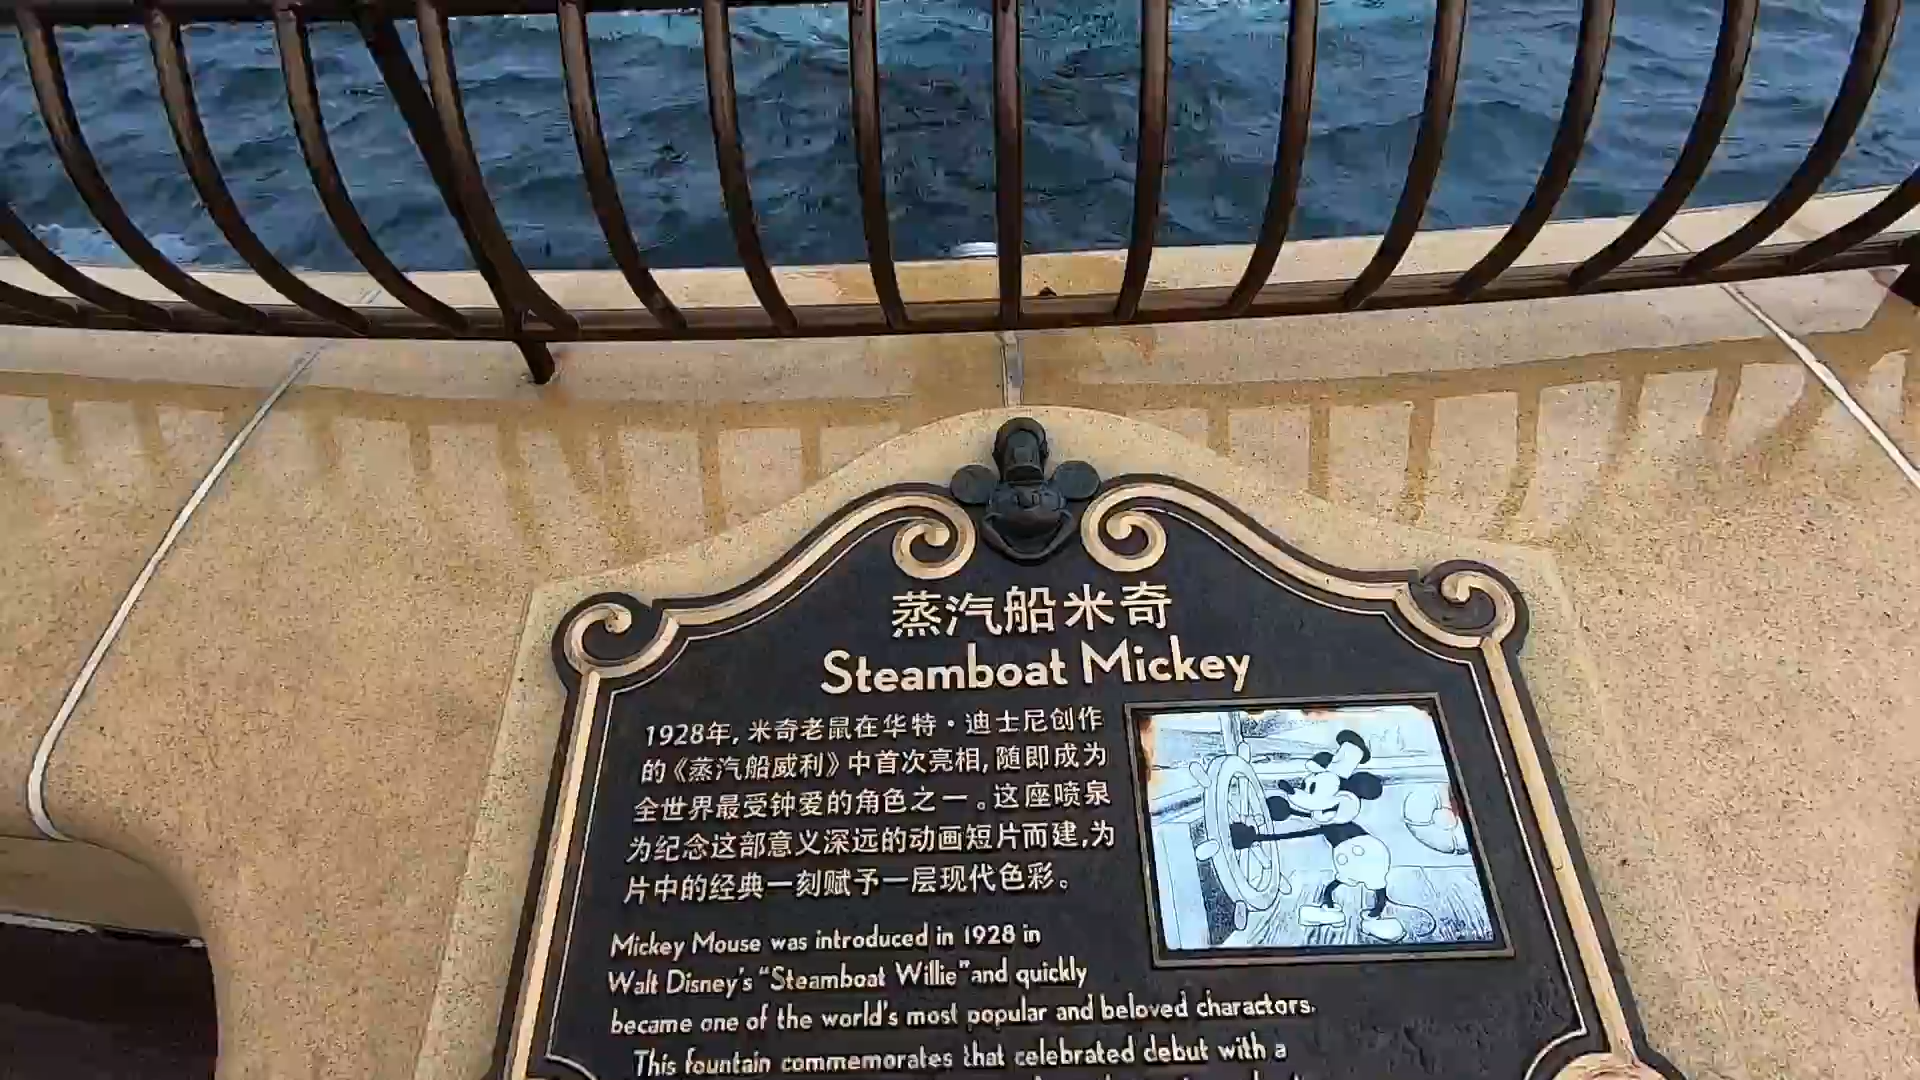 蒸汽船米奇
Steamboat Mickey
1928年，米奇老鼠在华特·迪士尼创作
的《蒸汽船威利》中首次亮相，随即成为
全世界最受钟爱的角色之一。这座喷泉
为纪念这部意义深远的动画短片而建，为
片中的经典一刻赋予一层现代色彩。
Mickey Mouse was introduced in 1928 in
Walt Disney's "Steamboat Willie" and quickly
became one of the world's most popular and beloved charactors.
This fountain commemorates that celebrated debut with a